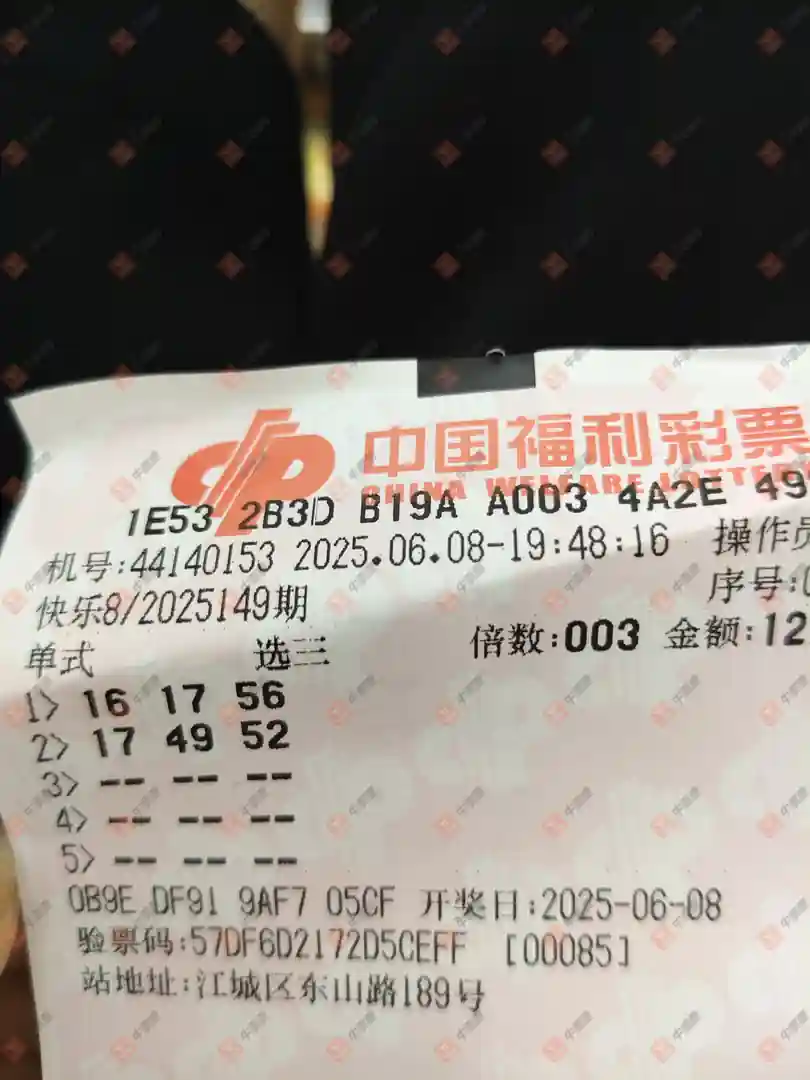 中国福利彩票
CHINA WELFARE LOTTER
1E53 2B3D B19A A003 4A2E 49
机号:44140153 2025.06.08-19:48:16 操作员
快乐8/2025149期 序号:
单式 选三 倍数:003 金额:12
1> 16 17 56
2> 17 49 52
3> -- -- --
4> -- -- --
5> -- -- --
0B9E DF91 9AF7 05CF 开奖日:2025-06-08
验票码:57DF6D2172D5CEFF [00085]
站地址:江城区东山路189号